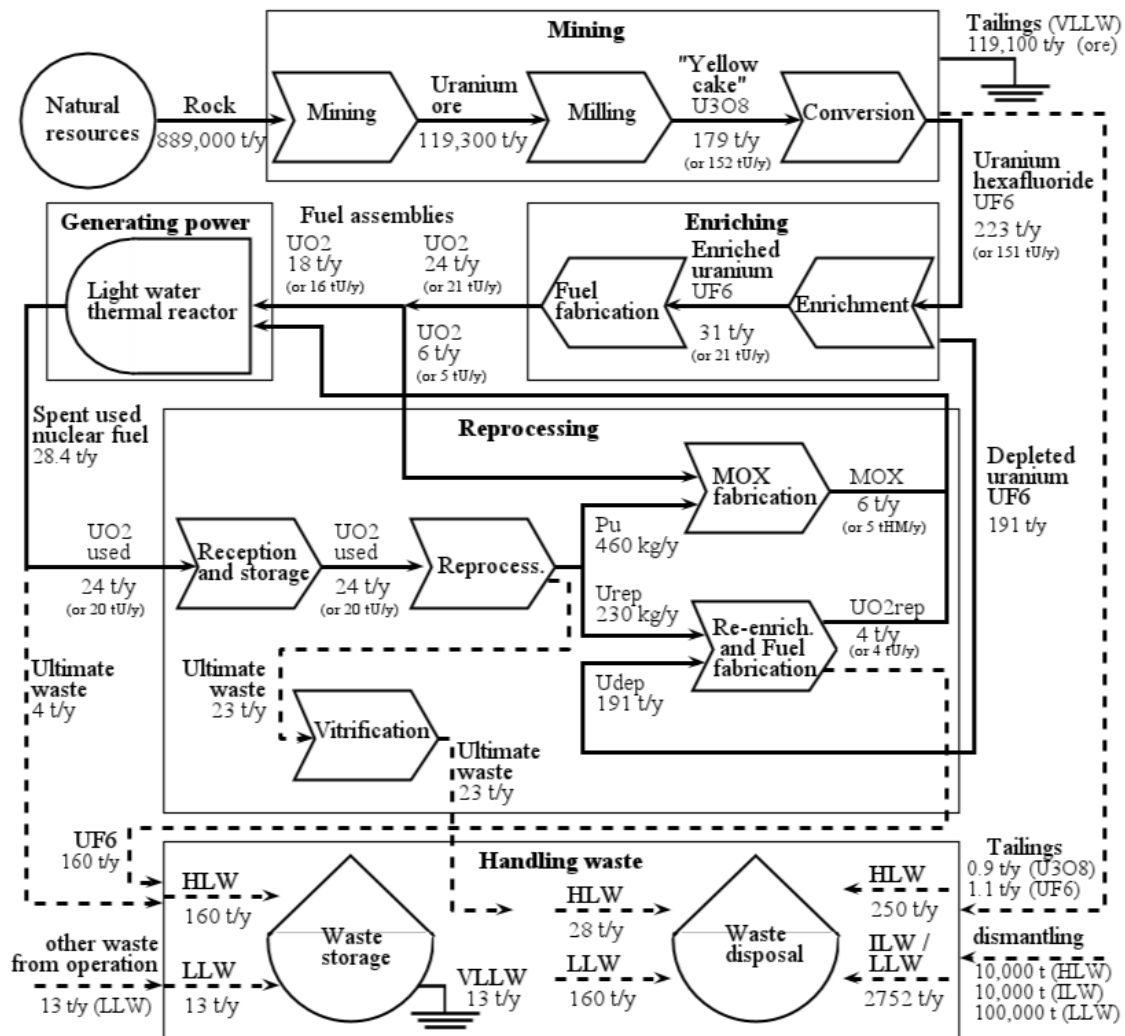 Mining
Tailings (VLLW)
119,100 t/y (ore)
Natural
resources
Rock
889,000 t/y
Mining
Uranium
ore
119,300 t/y
Milling
"Yellow
cake"
U3O8
179 t/y
(or 152 tU/y)
Conversion
Uranium
hexafluoride
UF6
223 t/y
(or 151 tU/y)
Generating power
Light water
thermal reactor
Fuel assemblies
UO2
18 t/y
(or 16 tU/y)
UO2
24 t/y
(or 21 tU/y)
UO2
6 t/y
(or 5 tU/y)
Enriching
Fuel
fabrication
Enriched
uranium
UF6
31 t/y
(or 21 tU/y)
Enrichment
Spent used
nuclear fuel
28.4 t/y
Reprocessing
Depleted
uranium
UF6
191 t/y
UO2
used
24 t/y
(or 20 tU/y)
Reception
and storage
UO2
used
24 t/y
(or 20 tU/y)
Reprocess.
Pu
460 kg/y
MOX
fabrication
MOX
6 t/y
(or 5 tHM/y)
Urep
230 kg/y
Re-enrich.
and Fuel
fabrication
UO2rep
4 t/y
(or 4 tU/y)
Udep
191 t/y
Ultimate
waste
4 t/y
Ultimate
waste
23 t/y
Vitrification
Ultimate
waste
23 t/y
UF6
160 t/y
Handling waste
Tailings
0.9 t/y (U3O8)
1.1 t/y (UF6)
HLW
160 t/y
Waste
storage
HLW
28 t/y
Waste
disposal
HLW
250 t/y
other waste
from operation
13 t/y (LLW)
LLW
13 t/y
VLLW
13 t/y
LLW
160 t/y
ILW /
LLW
2752 t/y
dismantling
10,000 t (HLW)
10,000 t (ILW)
100,000 t (LLW)